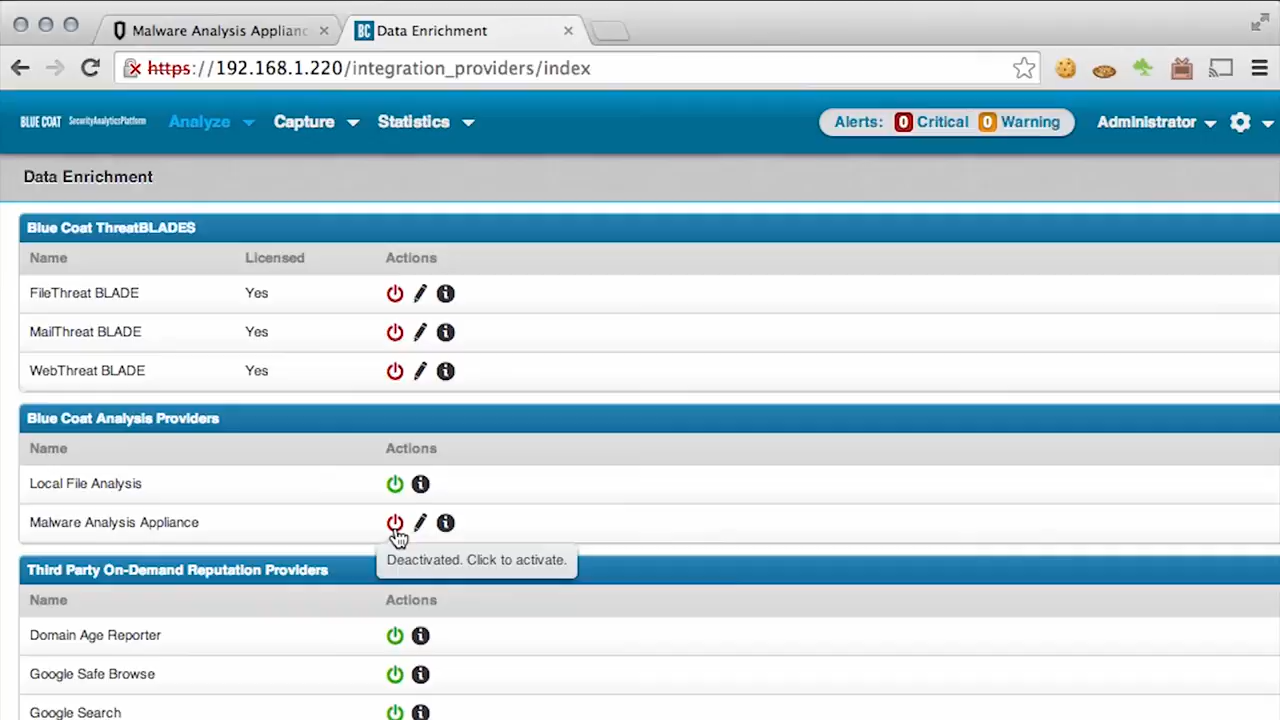 Malware Analysis Applianc
BC Data Enrichment
https://192.168.1.220/integration_providers/index
BLUE COAT SecurityAnalyticsPlatform Analyze Capture Statistics Alerts: 0 Critical 0 Warning Administrator
Data Enrichment
Blue Coat ThreatBLADES
Name Licensed Actions
FileThreat BLADE Yes
MailThreat BLADE Yes
WebThreat BLADE Yes
Blue Coat Analysis Providers
Name Actions
Local File Analysis
Malware Analysis Appliance
Deactivated. Click to activate.
Third Party On-Demand Reputation Providers
Name Actions
Domain Age Reporter
Google Safe Browse
Google Search